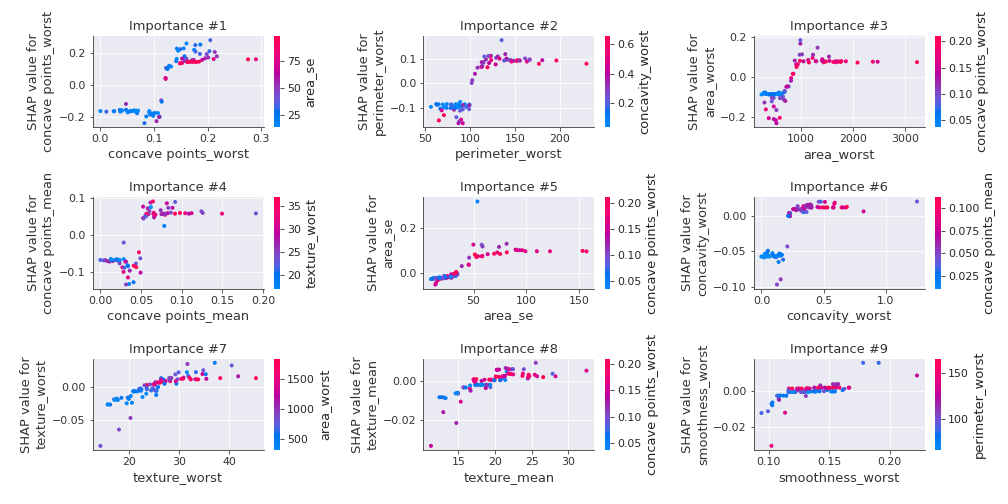 Importance #1
SHAP value for
concave points_worst
0.2
0.0
−0.2
0.0
0.1
0.2
0.3
concave points_worst
75
50
25
area_se
Importance #2
SHAP value for
perimeter_worst
0.1
0.0
−0.1
50
100
150
200
perimeter_worst
0.6
0.4
0.2
concavity_worst
Importance #3
SHAP value for
area_worst
0.2
0.0
−0.2
1000
2000
3000
area_worst
0.20
0.15
0.10
0.05
concave points_worst
Importance #4
SHAP value for
concave points_mean
0.1
0.0
−0.1
0.00
0.05
0.10
0.15
0.20
concave points_mean
35
30
25
20
texture_worst
Importance #5
SHAP value for
area_se
0.2
0.0
50
100
150
area_se
0.20
0.15
0.10
0.05
concave points_worst
Importance #6
SHAP value for
concavity_worst
0.00
−0.05
−0.10
0.0
0.5
1.0
concavity_worst
0.100
0.075
0.050
0.025
concave points_mean
Importance #7
SHAP value for
texture_worst
0.00
−0.05
20
30
40
texture_worst
1500
1000
500
area_worst
Importance #8
SHAP value for
texture_mean
0.00
−0.02
15
20
25
30
texture_mean
0.20
0.15
0.10
0.05
concave points_worst
Importance #9
SHAP value for
smoothness_worst
0.00
−0.02
0.10
0.15
0.20
smoothness_worst
150
100
perimeter_worst